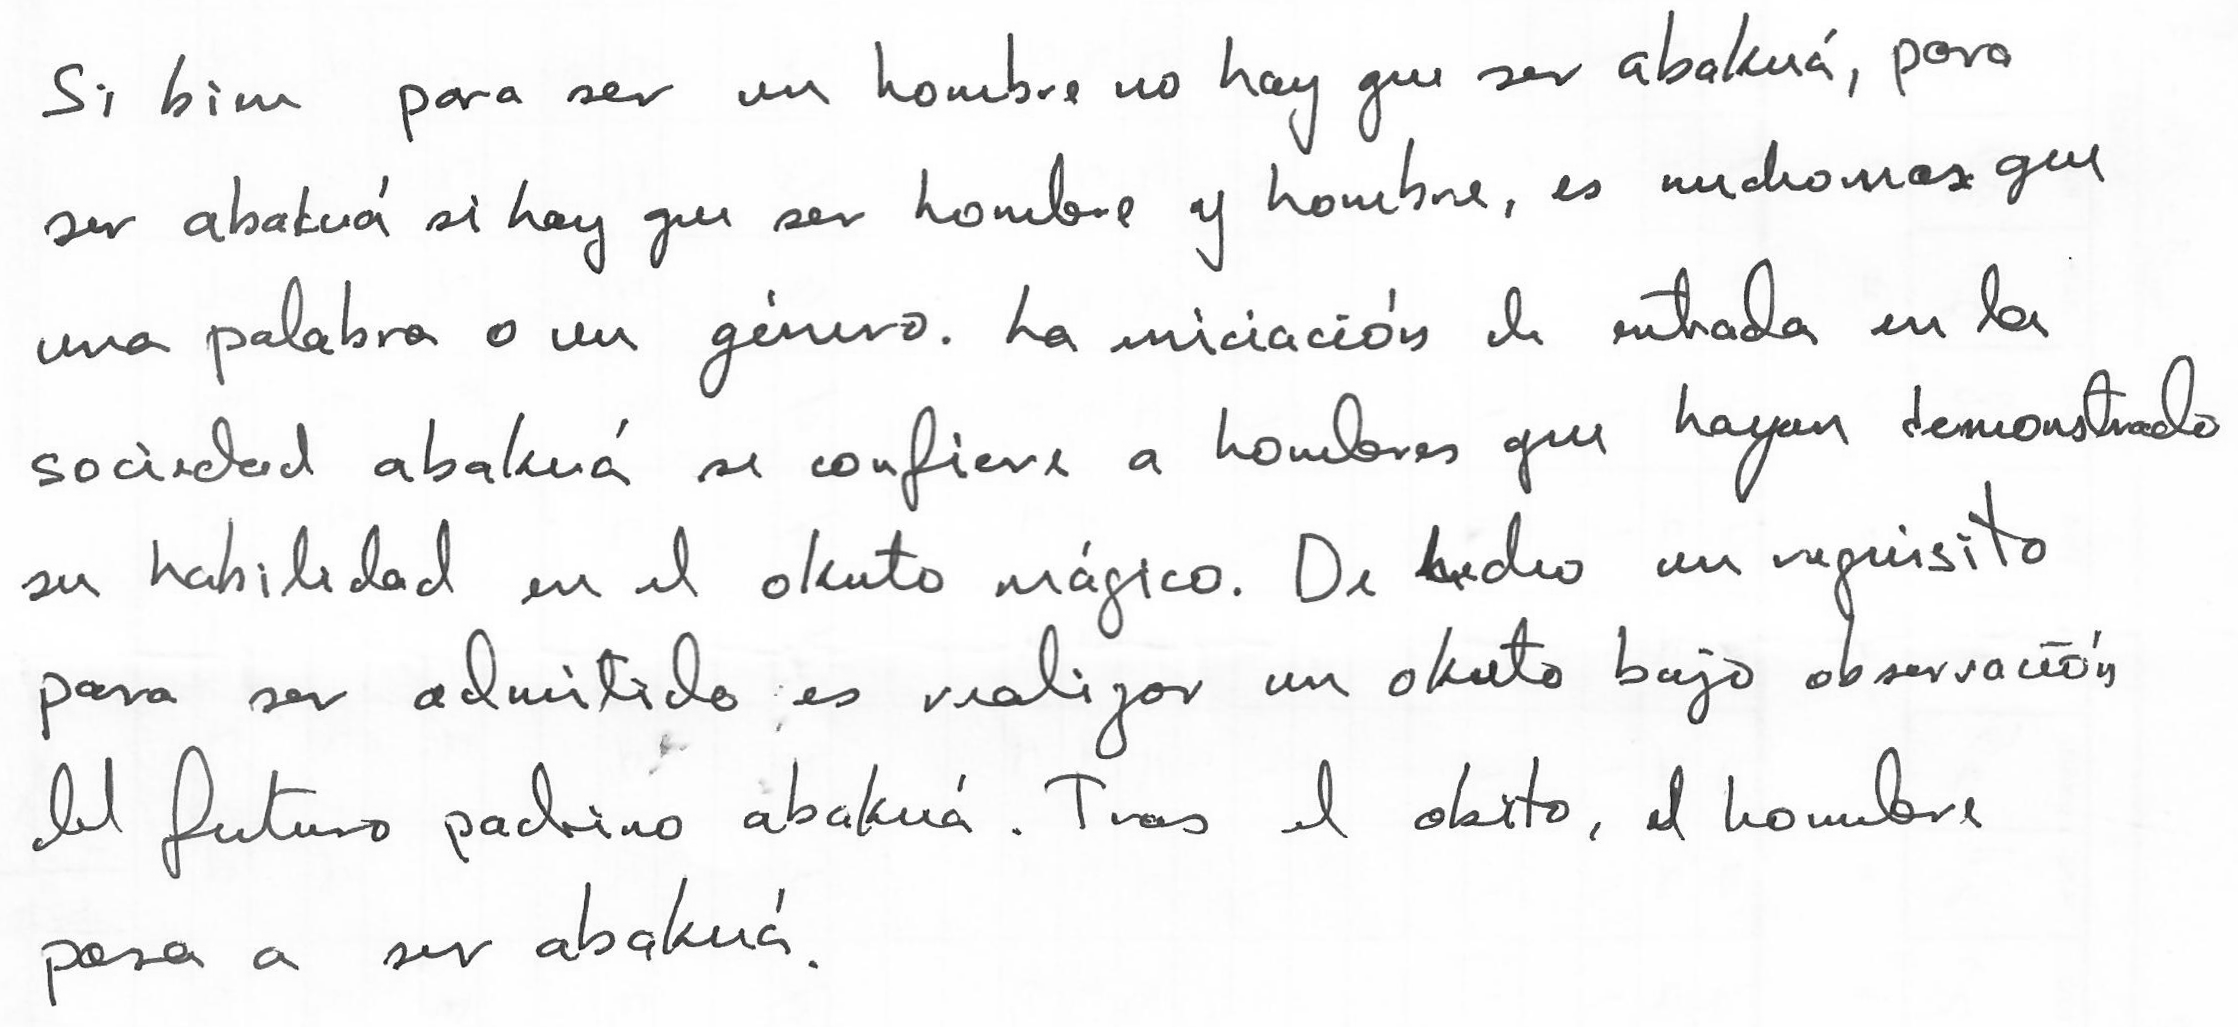 Si bien para ser un hombre no hay que ser abakuá, para
ser abakuá si hay que ser hombre y hombre, es mucho mas que
una palabra o un género. La iniciación de entrada en la
sociedad abakuá se confiere a hombres que hayan demonstrado
su habilidad en el okuto mágico. De hecho un requisito
para ser admitido es realizar un okuto bajo observación
del futuro padrino abakuá. Tras el obito, el hombre
pasa a ser abakuá.